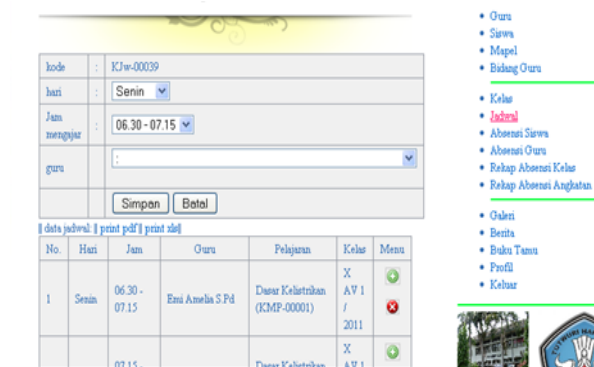 kode : KJw-00039
hari : Senin
Jam mengajar : 06.30 - 07.15
guru :
Simpan Batal
|| data jadwal: || print pdf || print xls||
No. Hari Jam Guru Pelajaran Kelas Menu
1 Senin 06.30 - 07.15 Emi Amelia S.Pd Dasar Kelistrikan (KMP-00001) X AV 1 / 2011
07.15 - Dasar Kelistrikan X AV 1
Guru
Siswa
Mapel
Bidang Guru
Kelas
Jadwal
Absensi Siswa
Absensi Guru
Rekap Absensi Kelas
Rekap Absensi Angkatan
Galeri
Berita
Buku Tamu
Profil
Keluar
TUTWURI HAN